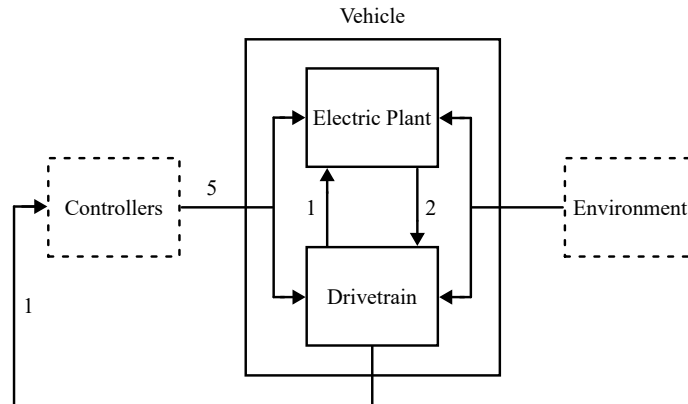 Vehicle
Electric Plant
5
Controllers
1
2
Environment
Drivetrain
1